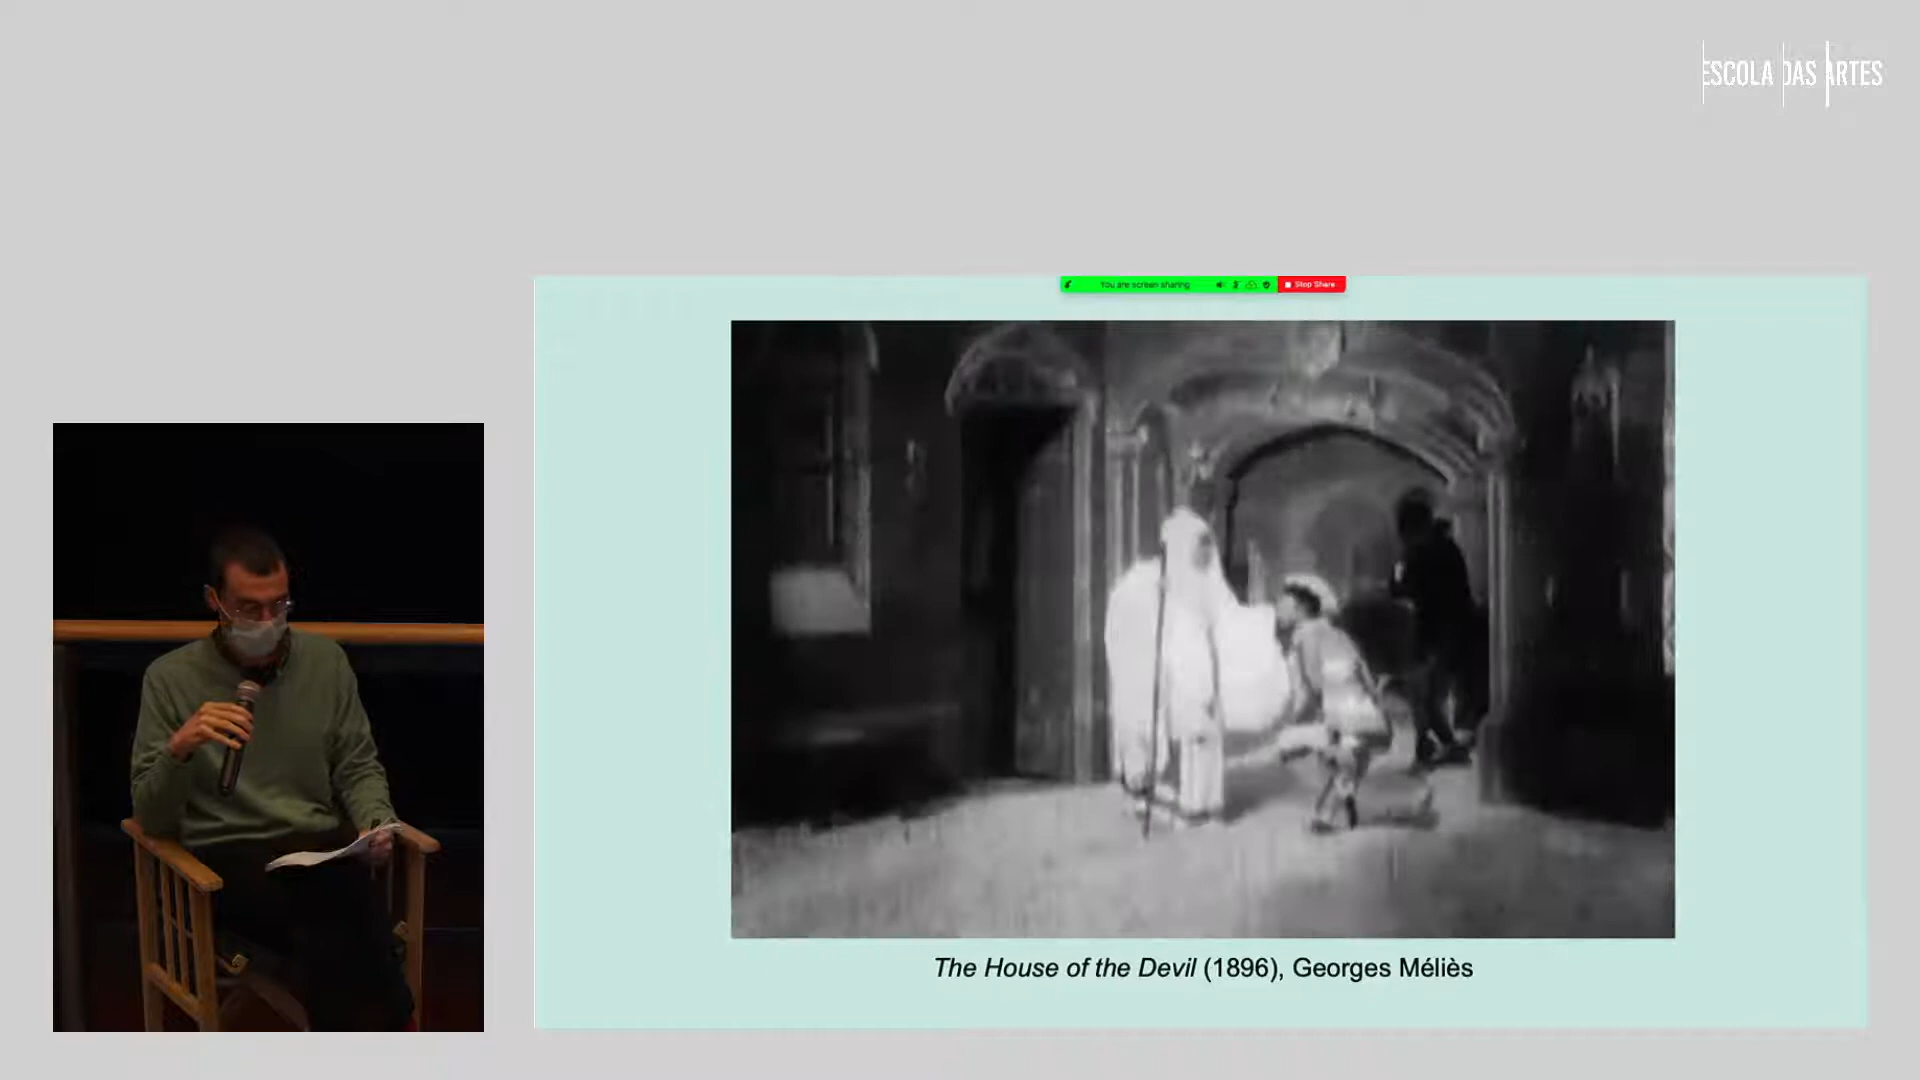 ESCOLA DAS ARTES
You are screen sharing
Stop Share
The House of the Devil (1896), Georges Méliès